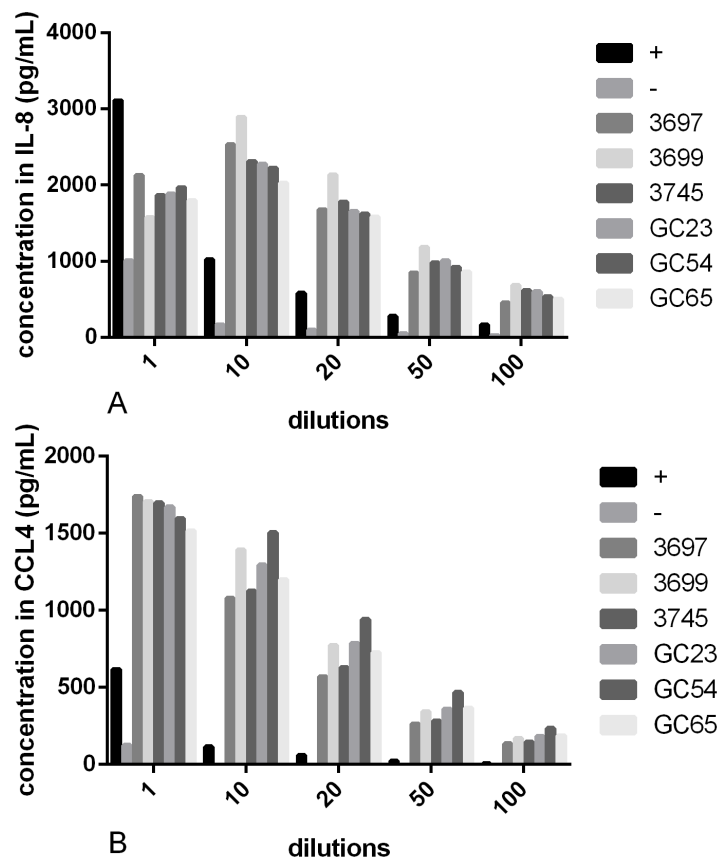 concentration in IL-8 (pg/mL)
4000
3000
2000
1000
0
1
10
20
50
100
dilutions
A
+
-
3697
3699
3745
GC23
GC54
GC65
concentration in CCL4 (pg/mL)
2000
1500
1000
500
0
1
10
20
50
100
dilutions
B
+
-
3697
3699
3745
GC23
GC54
GC65